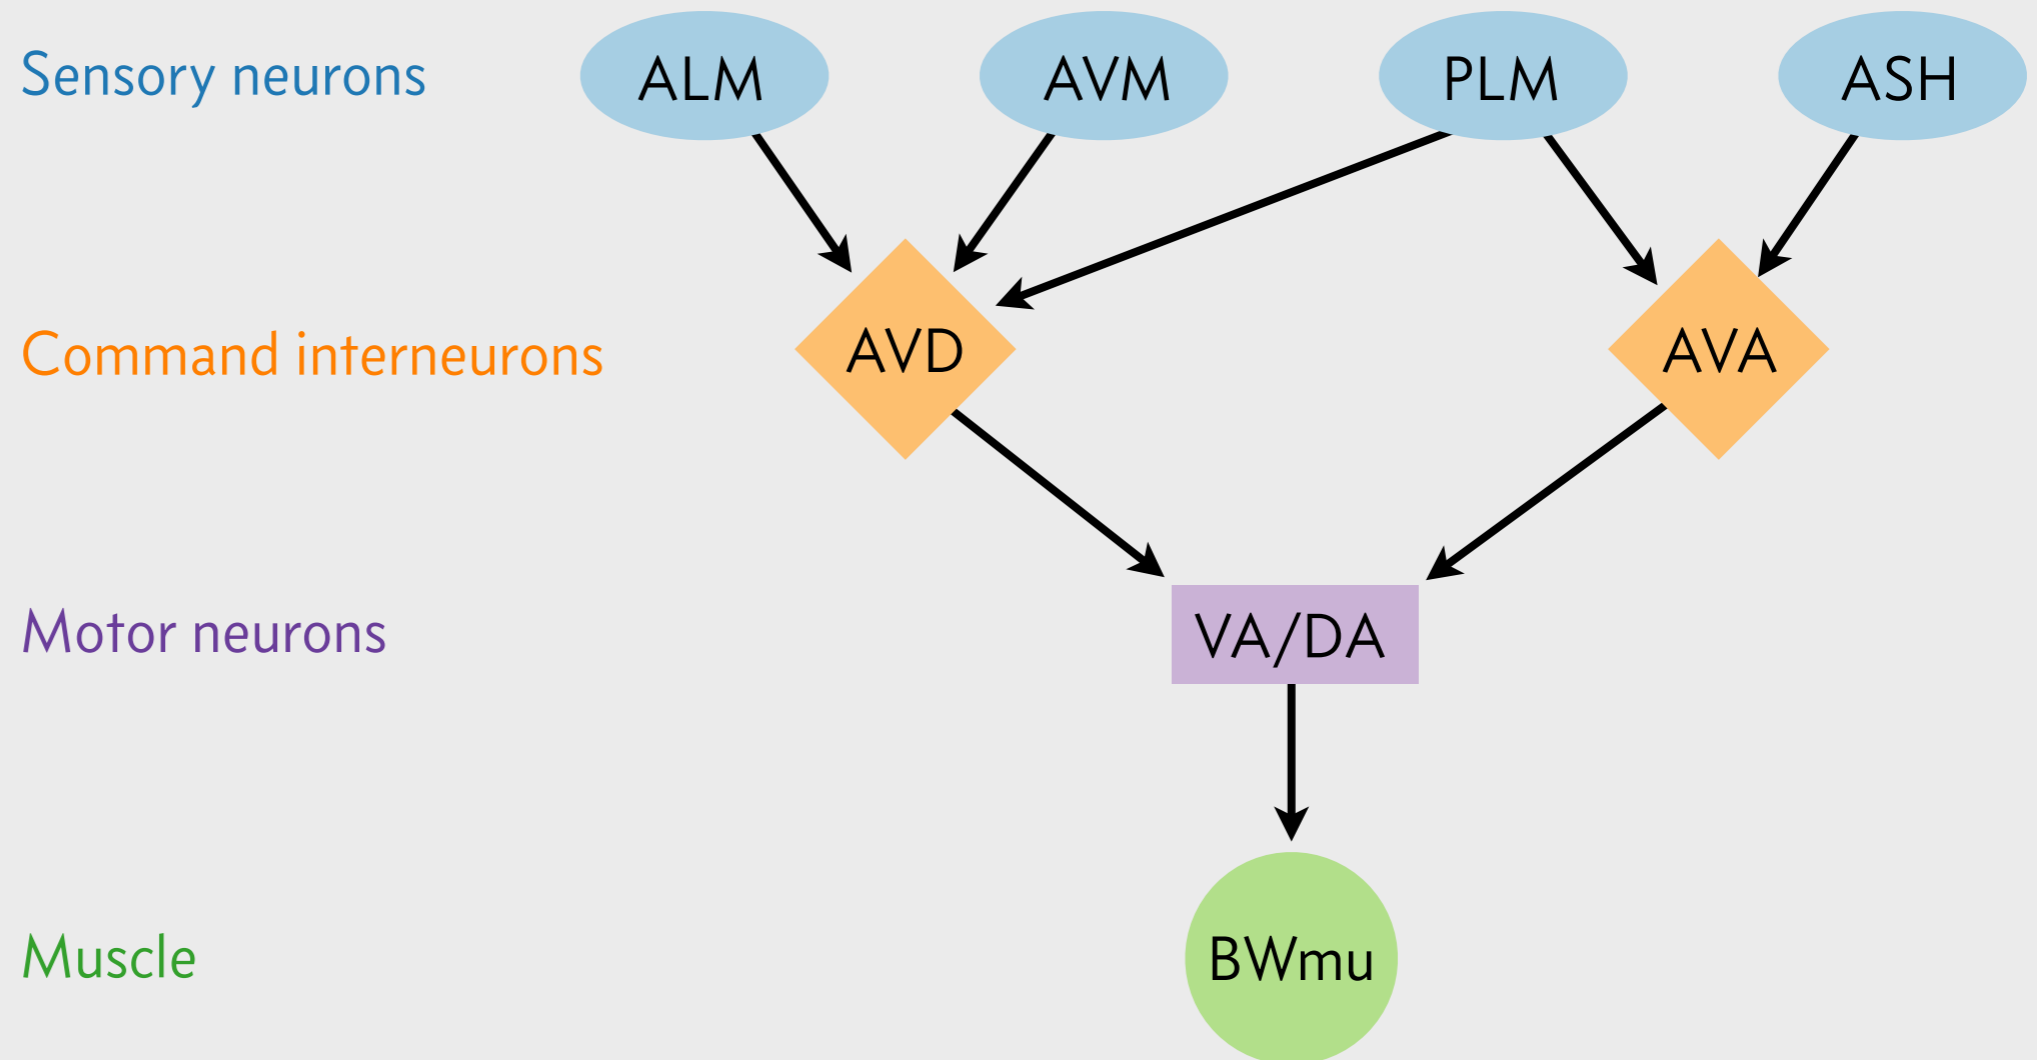 Sensory neurons
ALM
AVM
PLM
ASH
Command interneurons
AVD
AVA
Motor neurons
VA/DA
Muscle
BWmu